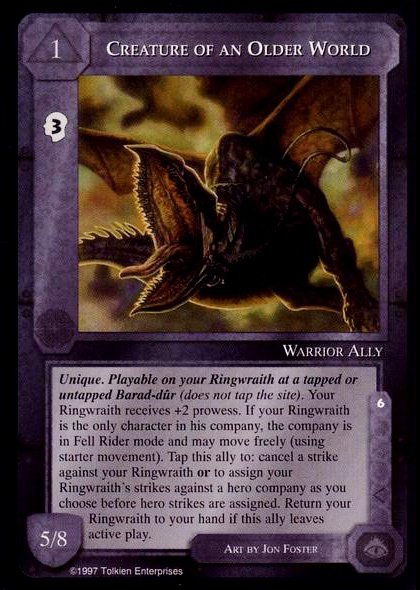 1
CREATURE OF AN OLDER WORLD
3
WARRIOR ALLY
Unique. Playable on your Ringwraith at a tapped or
untapped Barad-dûr (does not tap the site). Your
Ringwraith receives +2 prowess. If your Ringwraith
is the only character in his company, the company is
in Fell Rider mode and may move freely (using
starter movement). Tap this ally to: cancel a strike
against your Ringwraith or to assign your
Ringwraith's strikes against a hero company as you
choose before hero strikes are assigned. Return your
Ringwraith to your hand if this ally leaves
active play.
6
5/8
ART BY JON FOSTER
©1997 Tolkien Enterprises